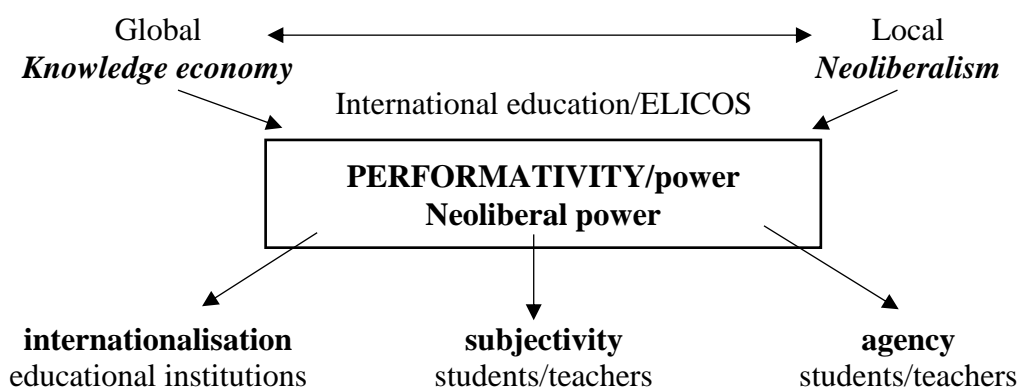 Global Local
Knowledge economy Neoliberalism
International education/ELICOS
PERFORMATIVITY/power
Neoliberal power
internationalisation subjectivity agency
educational institutions students/teachers students/teachers